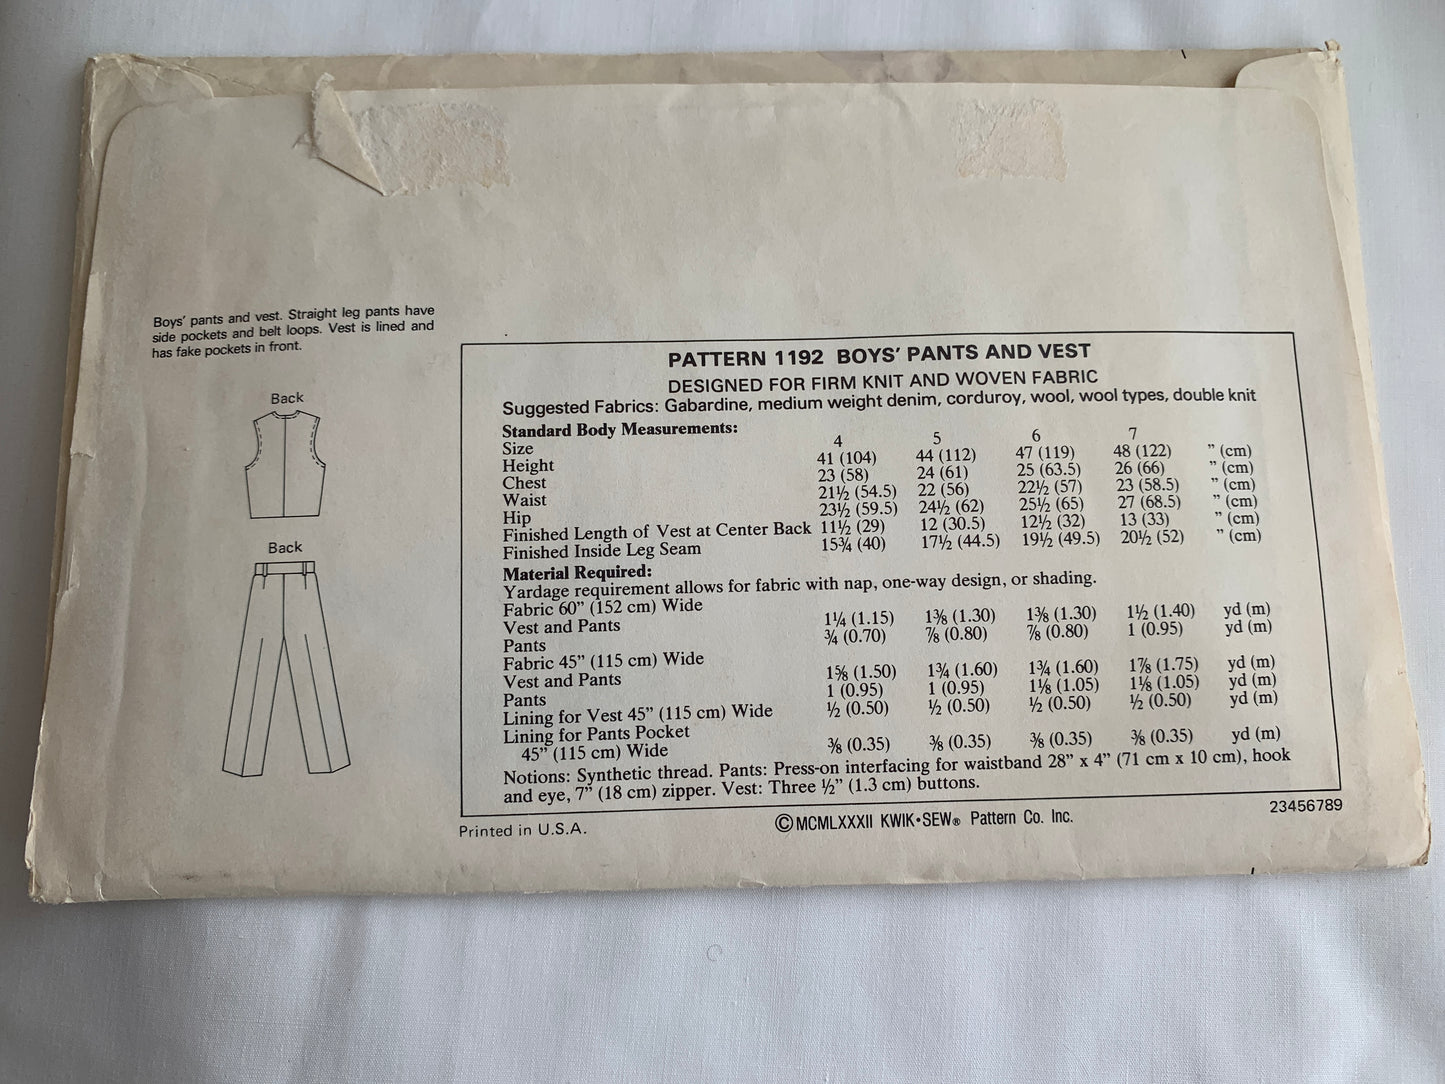 Boys' pants and vest. Straight leg pants have
side pockets and belt loops. Vest is lined and
has fake pockets in front.
Back
Back
PATTERN 1192 BOYS' PANTS AND VEST
DESIGNED FOR FIRM KNIT AND WOVEN FABRIC
Suggested Fabrics: Gabardine, medium weight denim, corduroy, wool, wool types, double knit
Standard Body Measurements:
Size 4 5 6 7
Height 41 (104) 44 (112) 47 (119) 48 (122) ” (cm)
Chest 23 (58) 24 (61) 25 (63.5) 26 (66) ” (cm)
Waist 21½ (54.5) 22 (56) 22½ (57) 23 (58.5) ” (cm)
Hip 23½ (59.5) 24½ (62) 25½ (65) 27 (68.5) ” (cm)
Finished Length of Vest at Center Back 11½ (29) 12 (30.5) 12½ (32) 13 (33) ” (cm)
Finished Inside Leg Seam 15¾ (40) 17½ (44.5) 19½ (49.5) 20½ (52) ” (cm)
Material Required:
Yardage requirement allows for fabric with nap, one-way design, or shading.
Fabric 60” (152 cm) Wide
Vest and Pants 1¼ (1.15) 1⅜ (1.30) 1⅜ (1.30) 1½ (1.40) yd (m)
Pants ¾ (0.70) ⅞ (0.80) ⅞ (0.80) 1 (0.95) yd (m)
Fabric 45” (115 cm) Wide
Vest and Pants 1⅝ (1.50) 1¾ (1.60) 1¾ (1.60) 1⅞ (1.75) yd (m)
Pants 1 (0.95) 1 (0.95) 1⅛ (1.05) 1⅛ (1.05) yd (m)
Lining for Vest 45” (115 cm) Wide ½ (0.50) ½ (0.50) ½ (0.50) ½ (0.50) yd (m)
Lining for Pants Pocket
45” (115 cm) Wide ⅜ (0.35) ⅜ (0.35) ⅜ (0.35) ⅜ (0.35) yd (m)
Notions: Synthetic thread. Pants: Press-on interfacing for waistband 28” x 4” (71 cm x 10 cm), hook
and eye, 7” (18 cm) zipper. Vest: Three ½” (1.3 cm) buttons.
Printed in U.S.A.
©MCMLXXXII KWIK•SEW® Pattern Co. Inc.
23456789